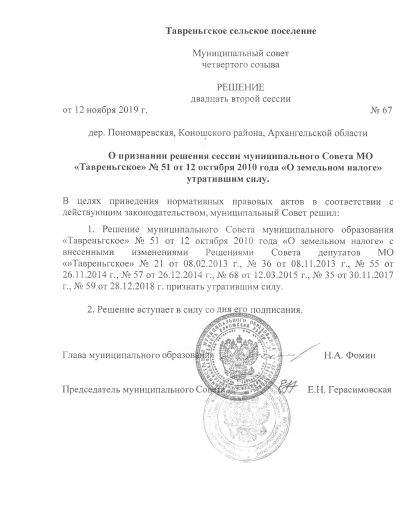 Тавреньгское сельское поселение
Муниципальный совет
четвертого созыва
РЕШЕНИЕ
двадцать второй сессии
от 12 ноября 2019 г. № 67
дер. Пономаревская, Коношского района, Архангельской области
О признании решения сессии муниципального Совета МО
«Тавреньгское» № 51 от 12 октября 2010 года «О земельном налоге»
утратившим силу.
В целях приведения нормативных правовых актов в соответствии с
действующим законодательством, муниципальный Совет решил:
1. Решение муниципального Совета муниципального образования
«Тавреньгское» № 51 от 12 октября 2010 года «О земельном налоге» с
внесенными изменениями Решениями Совета депутатов МО
«»Тавреньгское» № 21 от 08.02.2013 г., № 36 от 08.11.2013 г., № 55 от
26.11.2014 г., № 57 от 26.12.2014 г., № 68 от 12.03.2015 г., № 35 от 30.11.2017
г., № 59 от 28.12.2018 г. признать утратившим силу.
2. Решение вступает в силу со дня его подписания.
Глава муниципального образования Н.А. Фомин
Председатель муниципального Совета Е.Н. Герасимовская